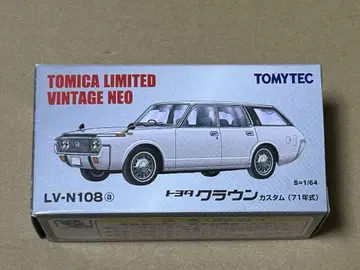 TOMICA LIMITED
VINTAGE NEO
TOMYTEC
S=1/64
LV-N108 a
トヨタ クラウン カスタム (71年式)